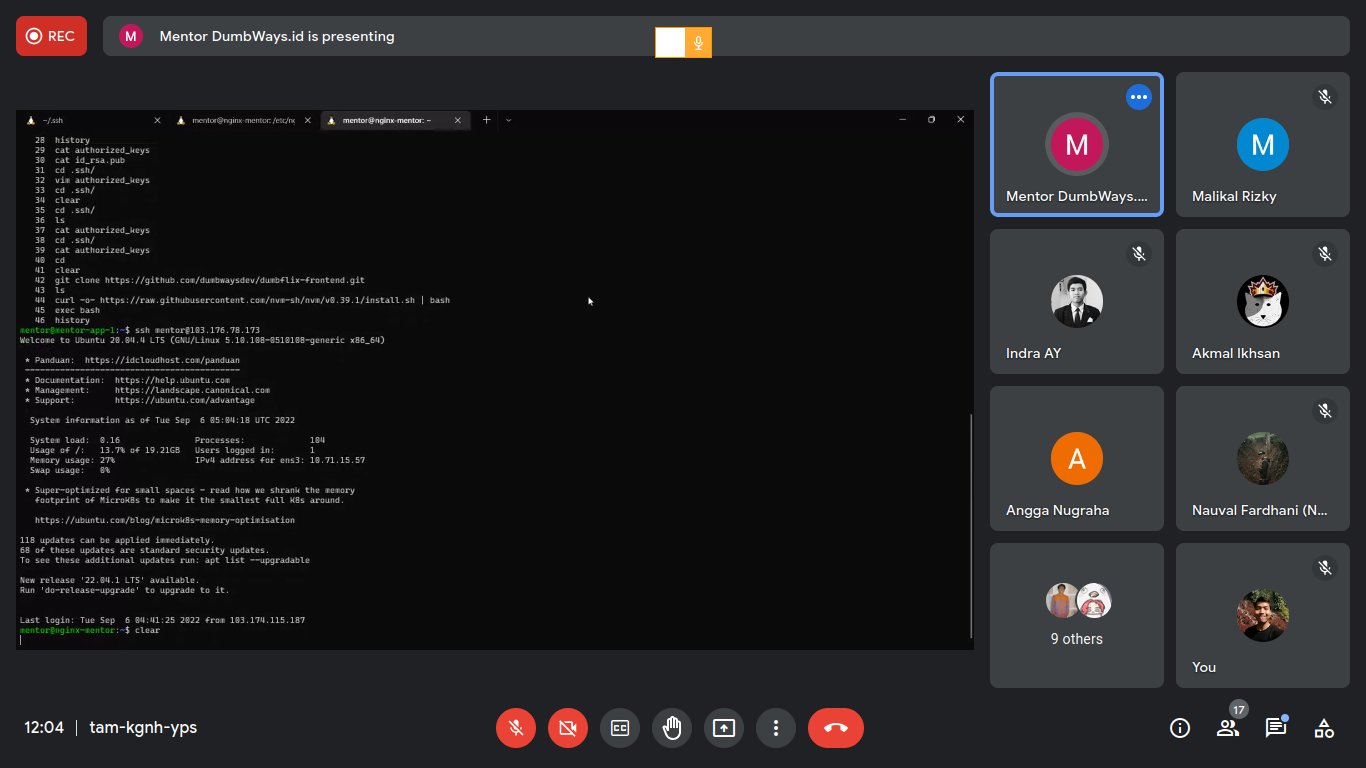 REC
M
Mentor DumbWays.id is presenting
~/.ssh
mentor@nginx-mentor: /etc/ng
mentor@nginx-mentor: ~
28 history
29 cat authorized_keys
30 cat id_rsa.pub
31 cd .ssh/
32 vim authorized_keys
33 cd .ssh/
34 clear
35 cd .ssh/
36 ls
37 cat authorized_keys
38 cd .ssh/
39 cat authorized_keys
40 cd
41 clear
42 git clone https://github.com/dumbwaysdev/dumbflix-frontend.git
43 ls
44 curl -o- https://raw.githubusercontent.com/nvm-sh/nvm/v0.39.1/install.sh | bash
45 exec bash
46 history
mentor@mentor-app-1:~$ ssh mentor@103.176.78.173
Welcome to Ubuntu 20.04.4 LTS (GNU/Linux 5.10.108-0510108-generic x86_64)
* Panduan: https://idcloudhost.com/panduan
-------------------------------------------
* Documentation: https://help.ubuntu.com
* Management: https://landscape.canonical.com
* Support: https://ubuntu.com/advantage
System information as of Tue Sep 6 05:04:18 UTC 2022
System load: 0.16 Processes: 104
Usage of /: 13.7% of 19.21GB Users logged in: 1
Memory usage: 27% IPv4 address for ens3: 10.71.15.57
Swap usage: 0%
* Super-optimized for small spaces - read how we shrank the memory
footprint of MicroK8s to make it the smallest full K8s around.
https://ubuntu.com/blog/microk8s-memory-optimisation
118 updates can be applied immediately.
68 of these updates are standard security updates.
To see these additional updates run: apt list --upgradable
New release '22.04.1 LTS' available.
Run 'do-release-upgrade' to upgrade to it.
Last login: Tue Sep 6 04:41:25 2022 from 103.174.115.187
mentor@nginx-mentor:~$ clear
M
Mentor DumbWays....
M
Malikal Rizky
Indra AY
Akmal Ikhsan
A
Angga Nugraha
Nauval Fardhani (N...
9 others
You
12:04 | tam-kgnh-yps
CC
17